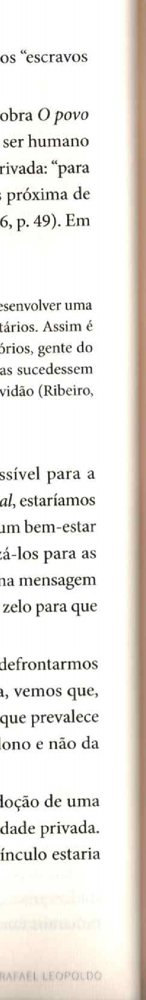 os “escravos
obra O povo
ser humano
rivada: “para
s próxima de
6, p. 49). Em
esenvolver uma
tários. Assim é
órios, gente do
as sucedessem
vidão (Ribeiro,
ssível para a
al, estaríamos
um bem-estar
zá-los para as
na mensagem
zelo para que
defrontarmos
a, vemos que,
que prevalece
dono e não da
doção de uma
dade privada.
ínculo estaria
RAFAEL LEOPOLDO